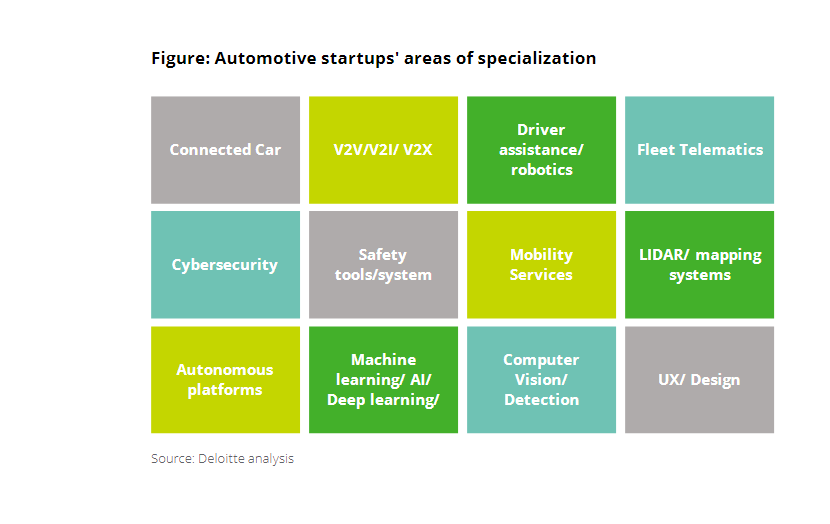 Figure: Automotive startups' areas of specialization
Connected Car
V2V/V2I/ V2X
Driver
assistance/
robotics
Fleet Telematics
Cybersecurity
Safety
tools/system
Mobility
Services
LIDAR/ mapping
systems
Autonomous
platforms
Machine
learning/ AI/
Deep learning/
Computer
Vision/
Detection
UX/ Design
Source: Deloitte analysis